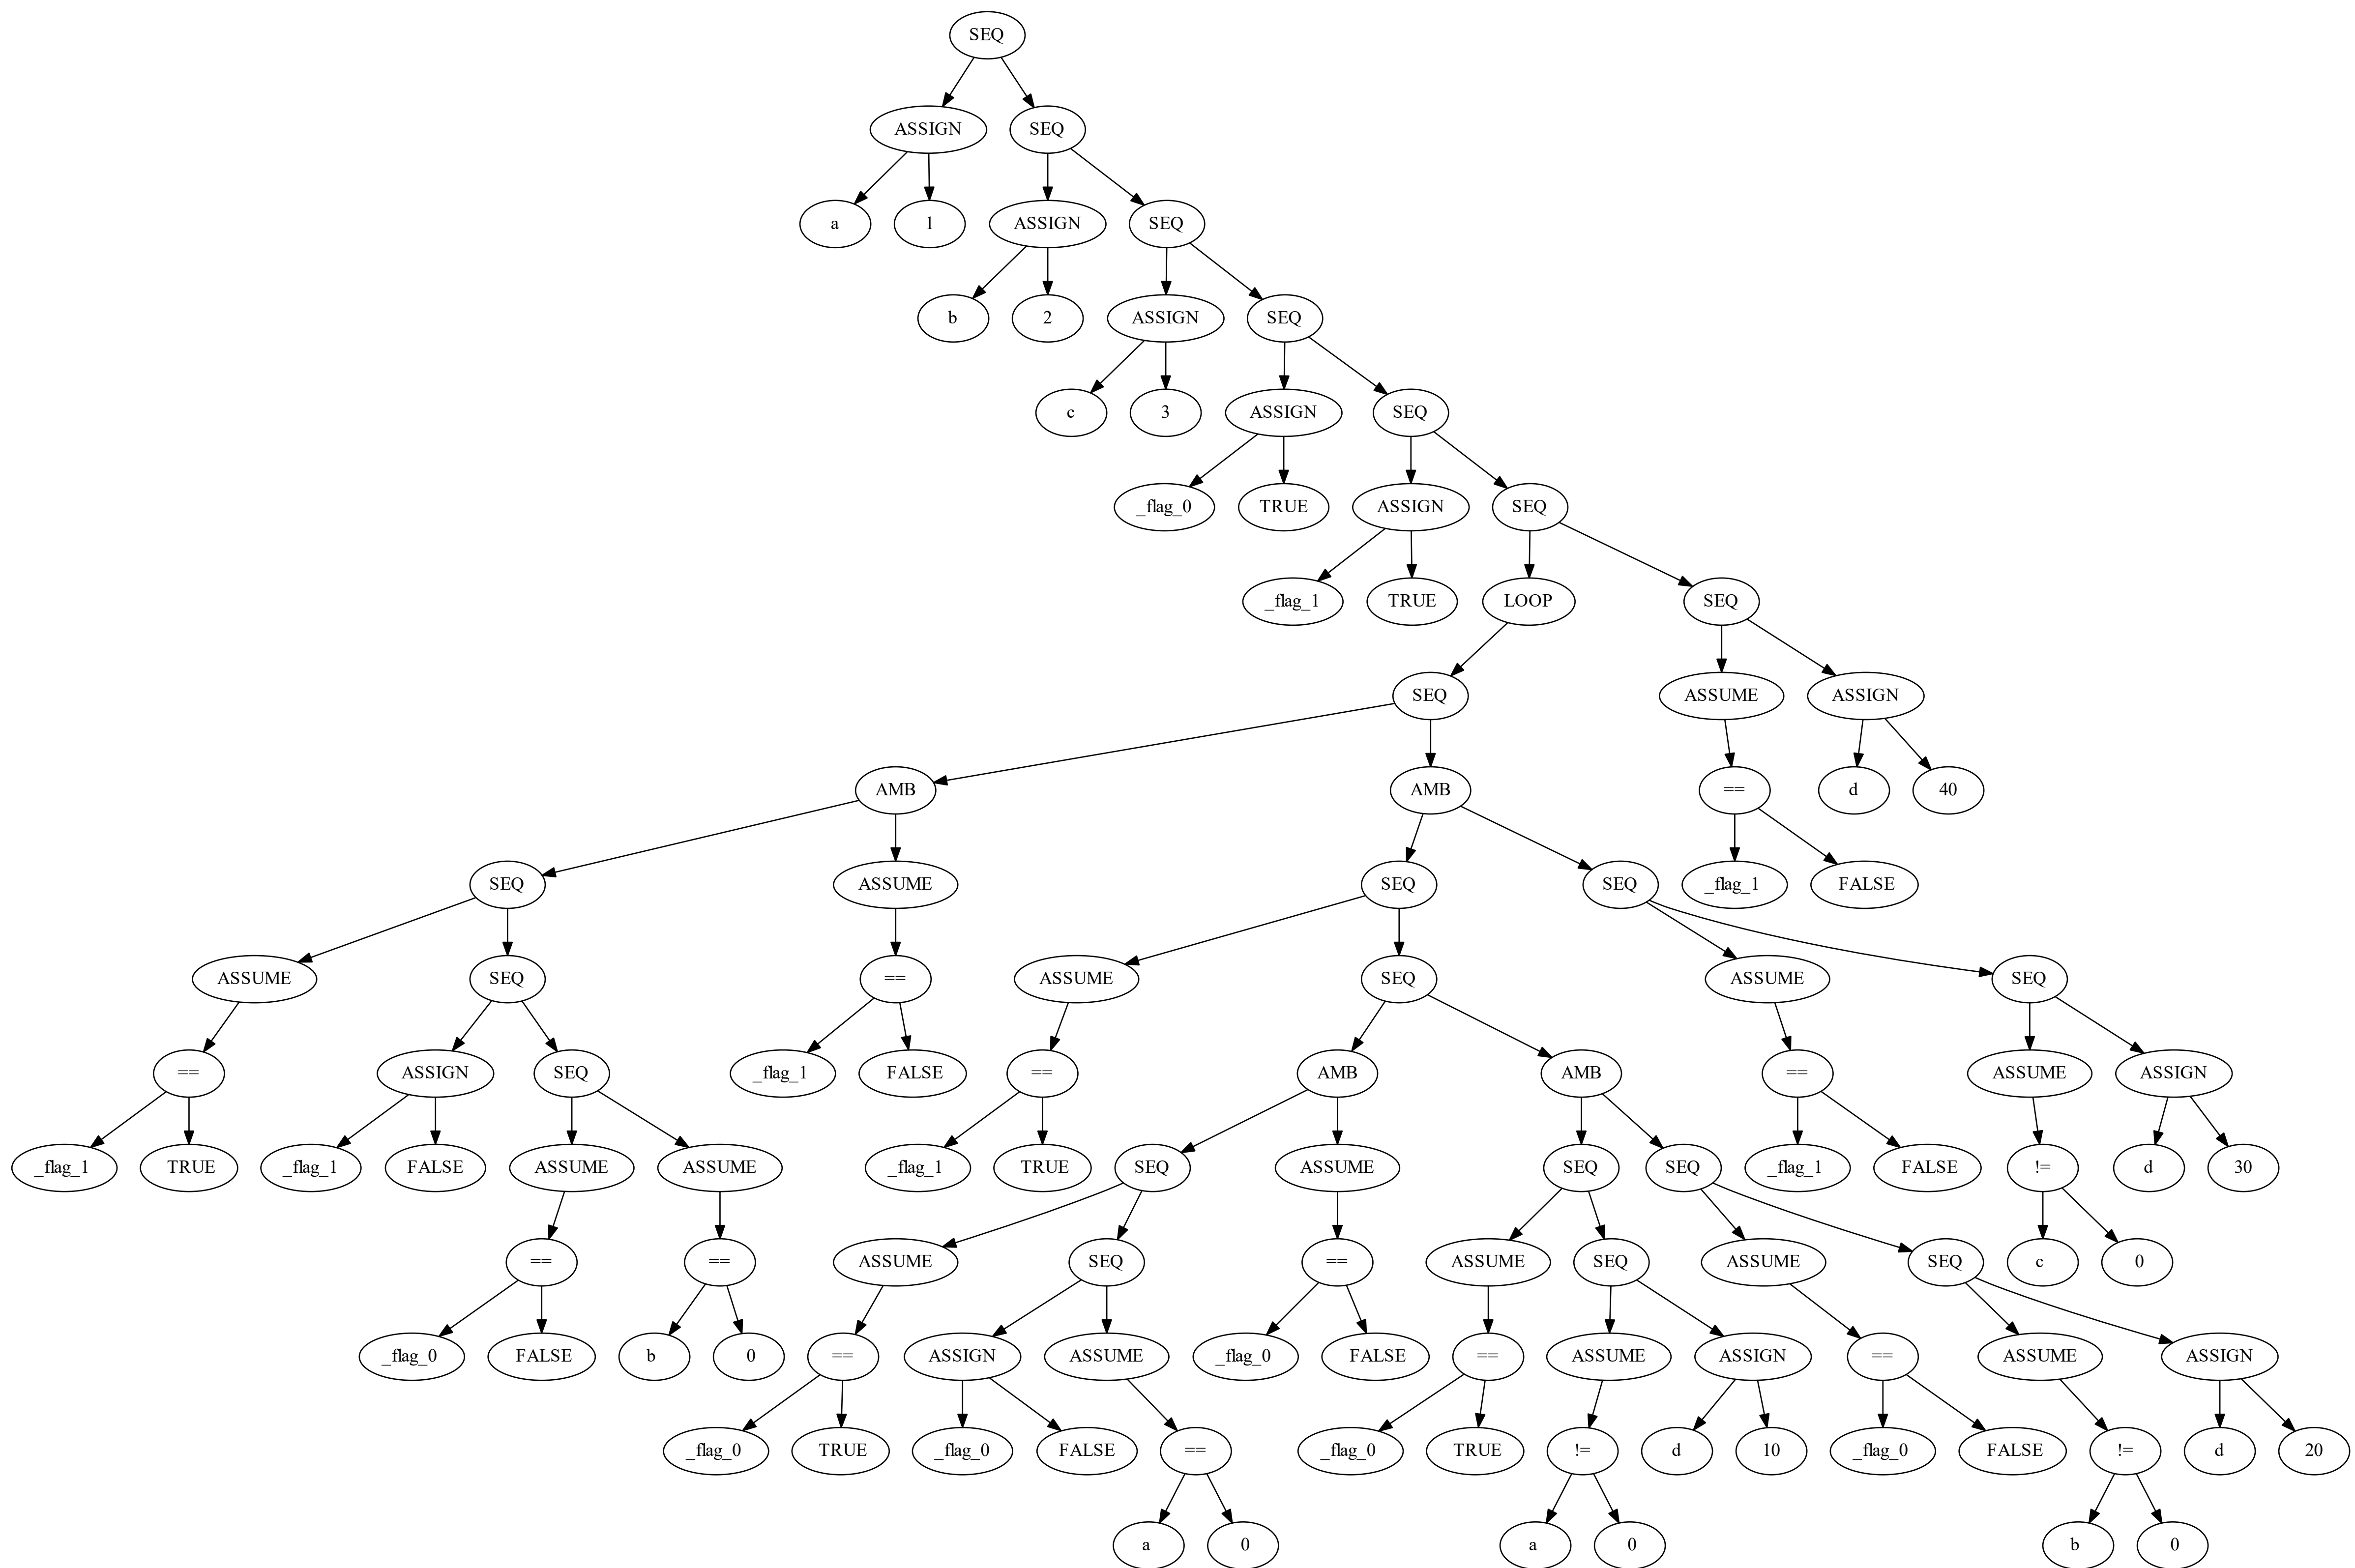 SEQ
ASSIGN SEQ
a 1 ASSIGN SEQ
b 2 ASSIGN SEQ
c 3 ASSIGN SEQ
_flag_0 TRUE ASSIGN SEQ
_flag_1 TRUE LOOP SEQ
SEQ ASSUME ASSIGN
AMB AMB == d 40
SEQ ASSUME SEQ SEQ _flag_1 FALSE
ASSUME SEQ == ASSUME SEQ ASSUME SEQ
== ASSIGN SEQ _flag_1 FALSE == AMB AMB == ASSUME ASSIGN
_flag_1 TRUE _flag_1 FALSE ASSUME ASSUME _flag_1 TRUE SEQ ASSUME SEQ SEQ _flag_1 FALSE != d 30
== == ASSUME SEQ == ASSUME SEQ ASSUME SEQ c 0
_flag_0 FALSE b 0 == ASSIGN ASSUME _flag_0 FALSE == ASSUME ASSIGN == ASSUME ASSIGN
_flag_0 TRUE _flag_0 FALSE == _flag_0 TRUE != d 10 _flag_0 FALSE != d 20
a 0 a 0 b 0